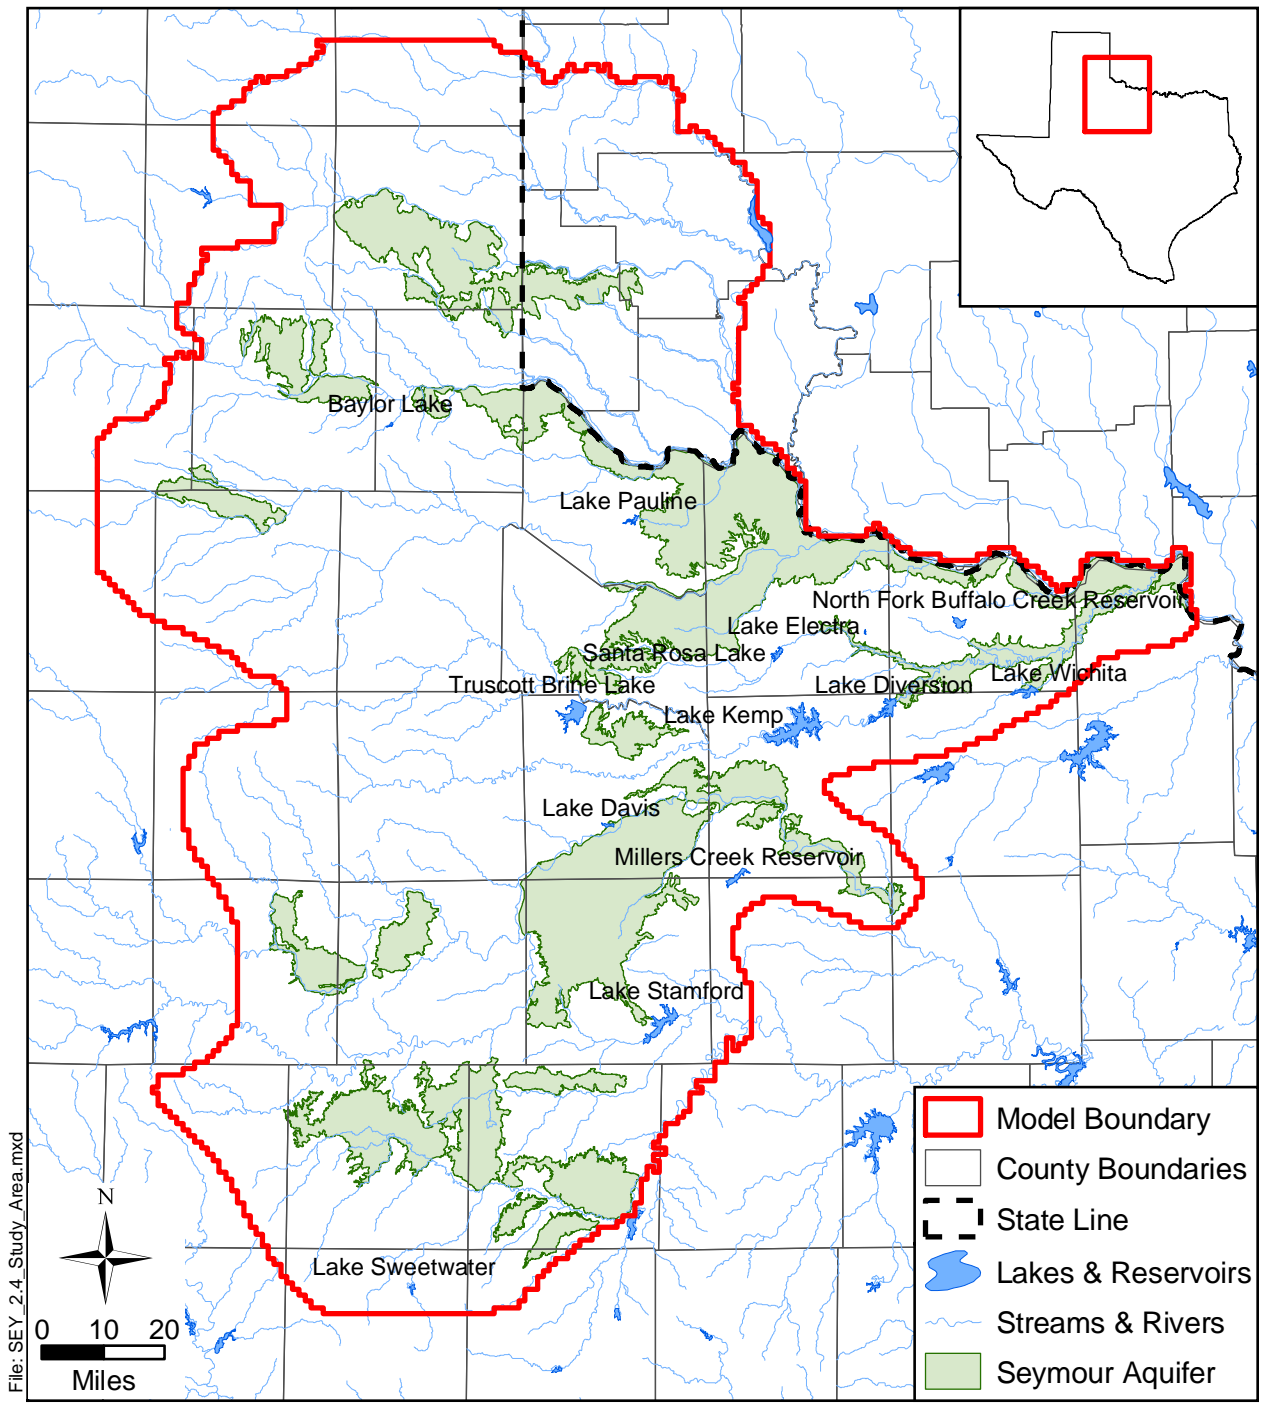 Baylor Lake
Lake Pauline
North Fork Buffalo Creek Reservoir
Lake Electra
Santa Rosa Lake
Lake Wichita
Truscott Brine Lake
Lake Diversion
Lake Kemp
Lake Davis
Millers Creek Reservoir
Lake Stamford
Lake Sweetwater
Model Boundary
County Boundaries
State Line
Lakes & Reservoirs
Streams & Rivers
Seymour Aquifer
N
0 10 20
Miles
File: SEY_2.4_Study_Area.mxd